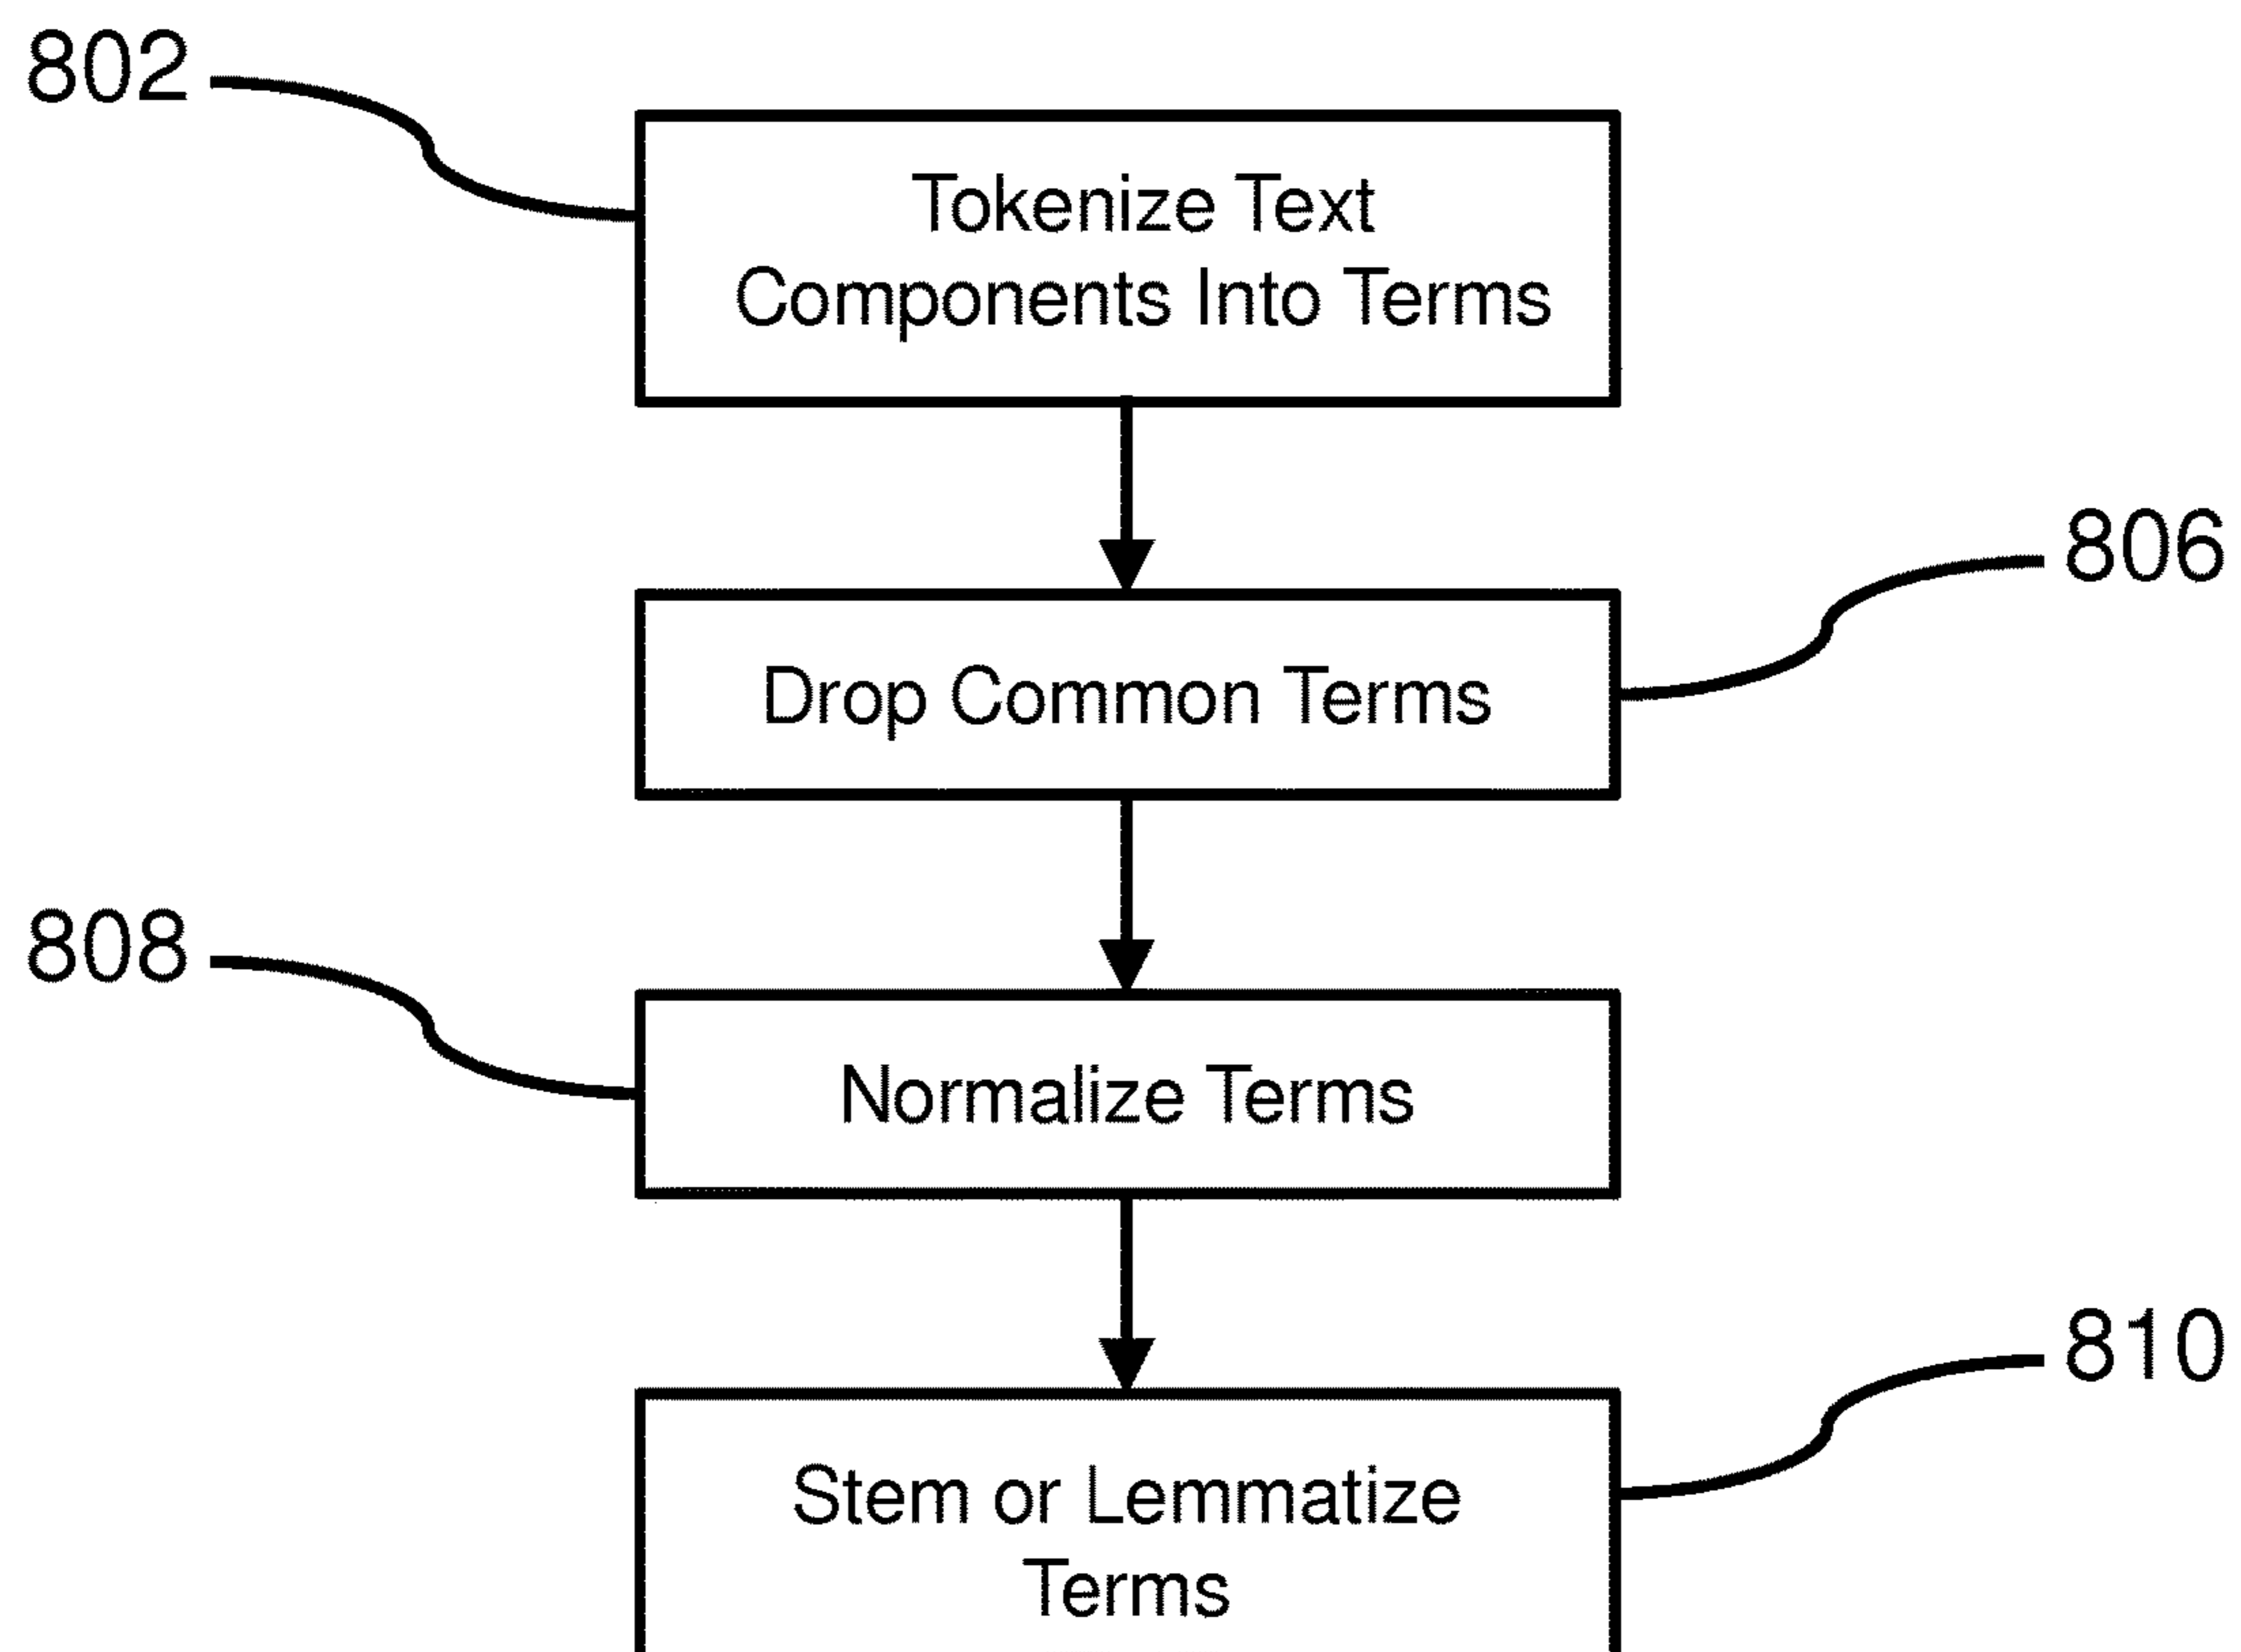 802
Tokenize Text
Components Into Terms
806
Drop Common Terms
808
Normalize Terms
810
Stem or Lemmatize
Terms